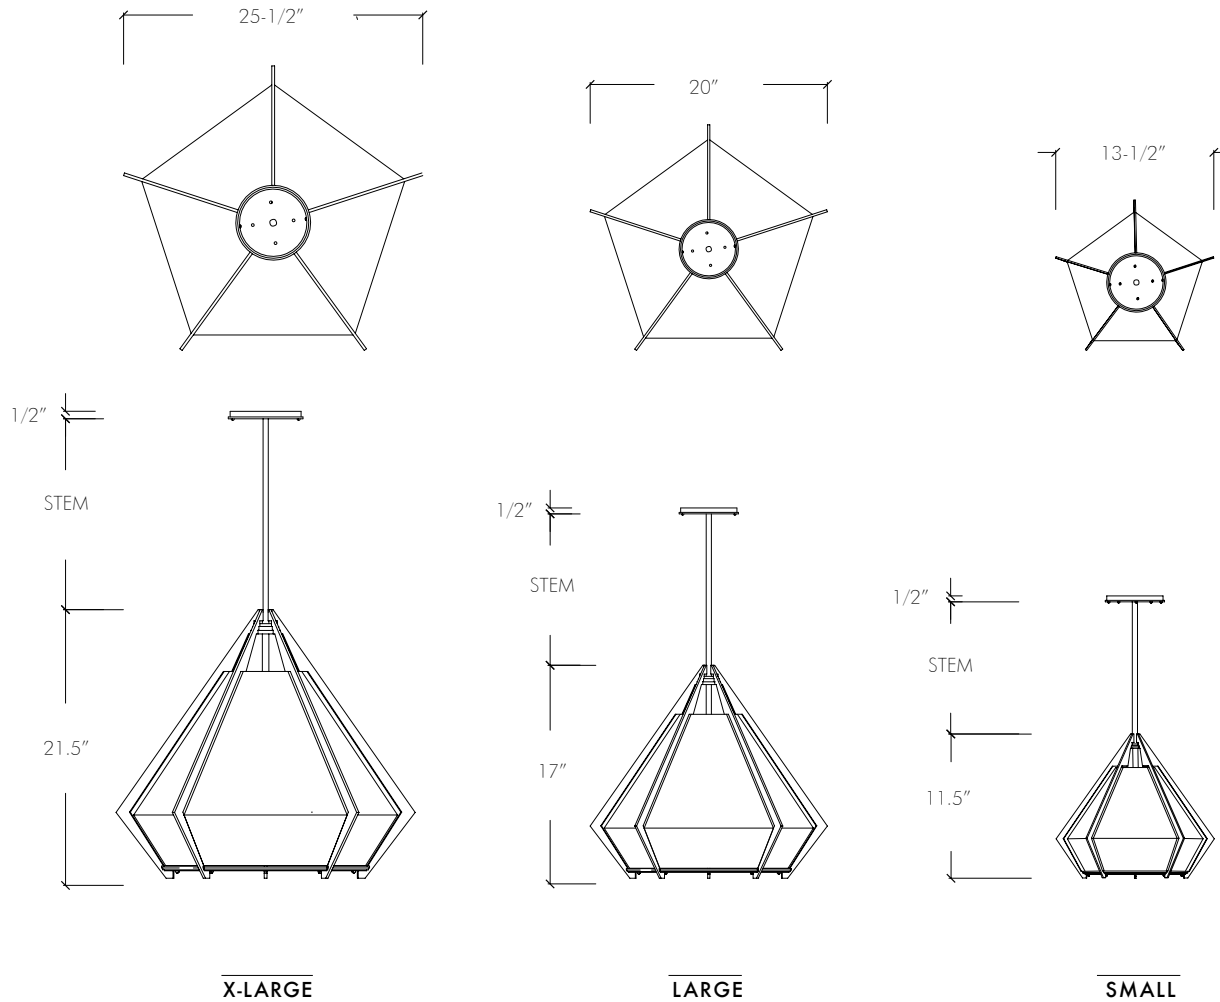 25-1/2”
20”
13-1/2”
1/2”
STEM
21.5”
1/2”
STEM
17”
1/2”
STEM
11.5”
X-LARGE
LARGE
SMALL